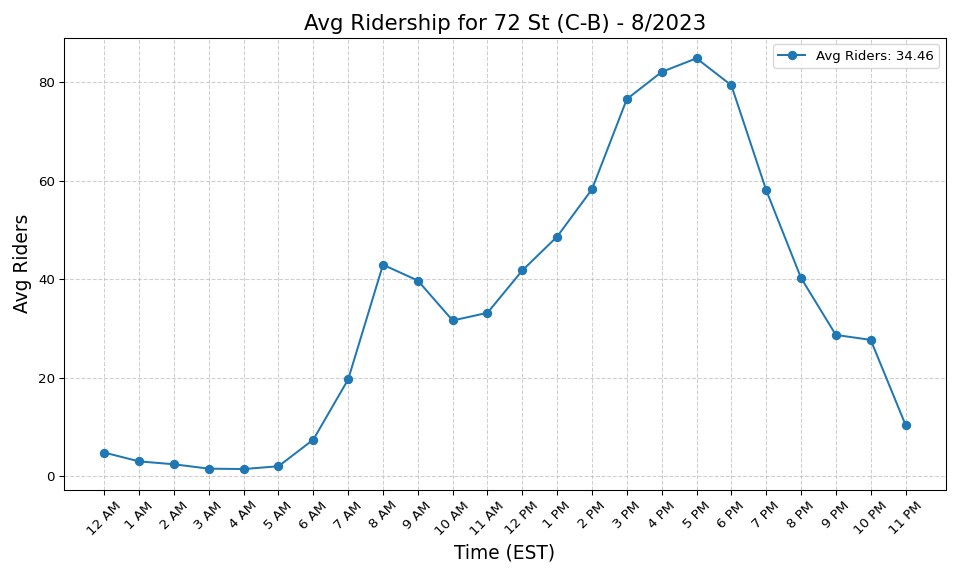 Avg Ridership for 72 St (C-B) - 8/2023
Avg Riders: 34.46
Avg Riders
80
60
40
20
0
12 AM
1 AM
2 AM
3 AM
4 AM
5 AM
6 AM
7 AM
8 AM
9 AM
10 AM
11 AM
12 PM
1 PM
2 PM
3 PM
4 PM
5 PM
6 PM
7 PM
8 PM
9 PM
10 PM
11 PM
Time (EST)